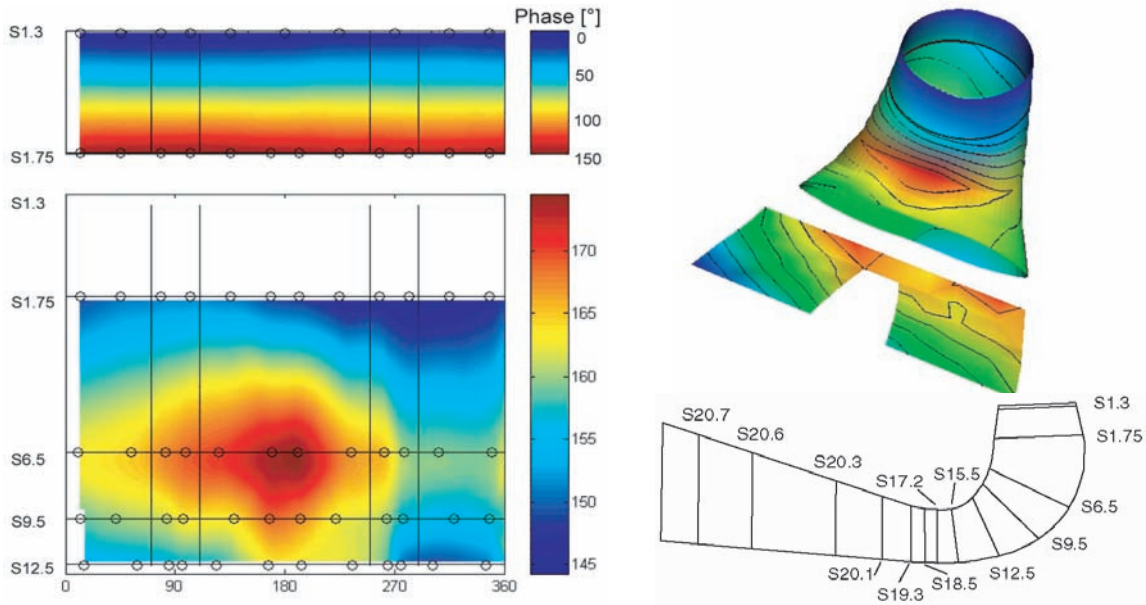 Phase [°]
S1.3
0
50
100
S1.75
150
S1.3
170
S1.75
165
160
S6.5
155
S9.5
150
S12.5
145
0
90
180
270
360
S1.3
S20.7
S1.75
S20.6
S20.3
S17.2
S15.5
S6.5
S9.5
S20.1
S12.5
S19.3
S18.5